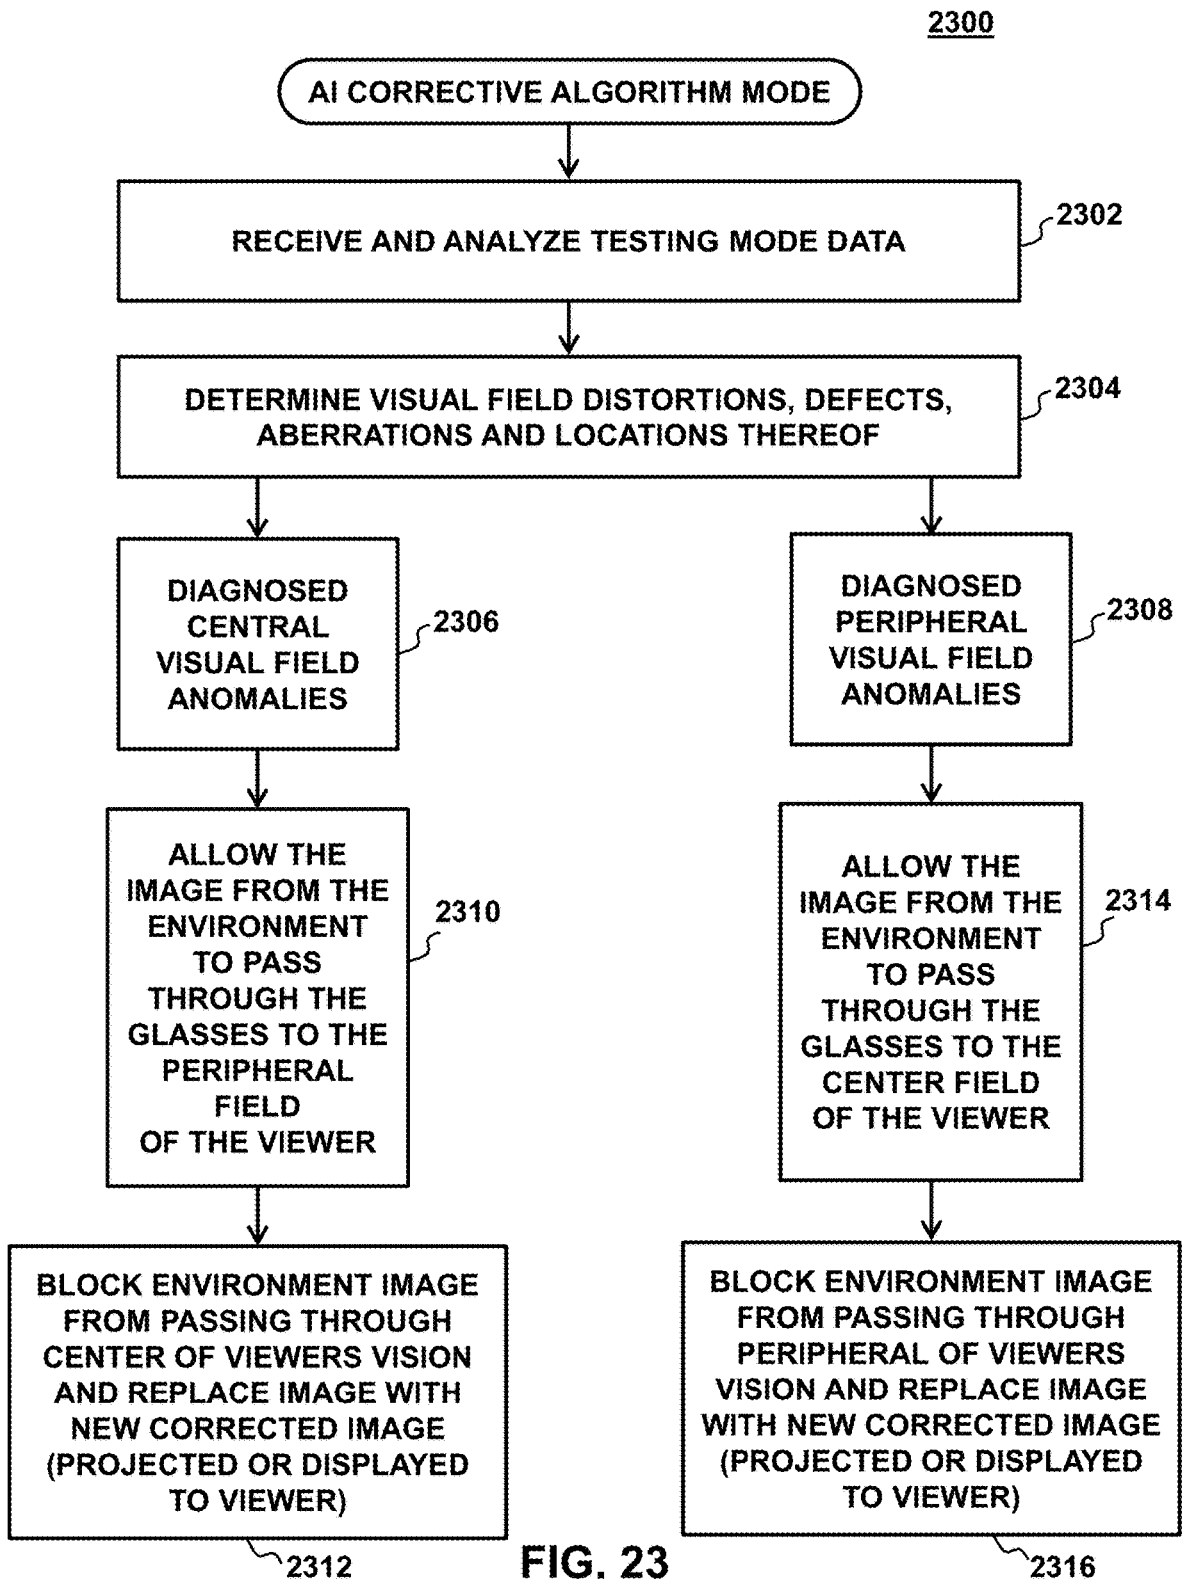 2300
AI CORRECTIVE ALGORITHM MODE
RECEIVE AND ANALYZE TESTING MODE DATA
2302
DETERMINE VISUAL FIELD DISTORTIONS, DEFECTS,
ABERRATIONS AND LOCATIONS THEREOF
2304
DIAGNOSED
CENTRAL
VISUAL FIELD
ANOMALIES
2306
DIAGNOSED
PERIPHERAL
VISUAL FIELD
ANOMALIES
2308
ALLOW THE
IMAGE FROM THE
ENVIRONMENT
TO PASS
THROUGH THE
GLASSES TO THE
PERIPHERAL
FIELD
OF THE VIEWER
2310
ALLOW THE
IMAGE FROM THE
ENVIRONMENT
TO PASS
THROUGH THE
GLASSES TO THE
CENTER FIELD
OF THE VIEWER
2314
BLOCK ENVIRONMENT IMAGE
FROM PASSING THROUGH
CENTER OF VIEWERS VISION
AND REPLACE IMAGE WITH
NEW CORRECTED IMAGE
(PROJECTED OR DISPLAYED
TO VIEWER)
2312
BLOCK ENVIRONMENT IMAGE
FROM PASSING THROUGH
PERIPHERAL OF VIEWERS
VISION AND REPLACE IMAGE
WITH NEW CORRECTED IMAGE
(PROJECTED OR DISPLAYED
TO VIEWER)
2316
FIG. 23